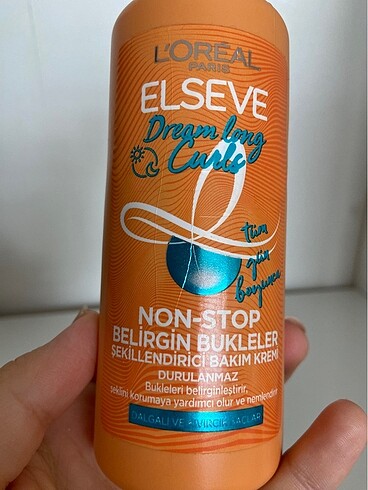 L'ORÉAL
PARIS
ELSEVE
Dream long
Curls
tüm
gün
boyunca
NON-STOP
BELİRGİN BUKLELER
ŞEKİLLENDİRİCİ BAKIM KREMİ
DURULANMAZ
Bukleleri belirginleştirir,
şeklini korumaya yardımcı olur ve nemlendirir
DALGALI VE KIVIRCIK SAÇLAR